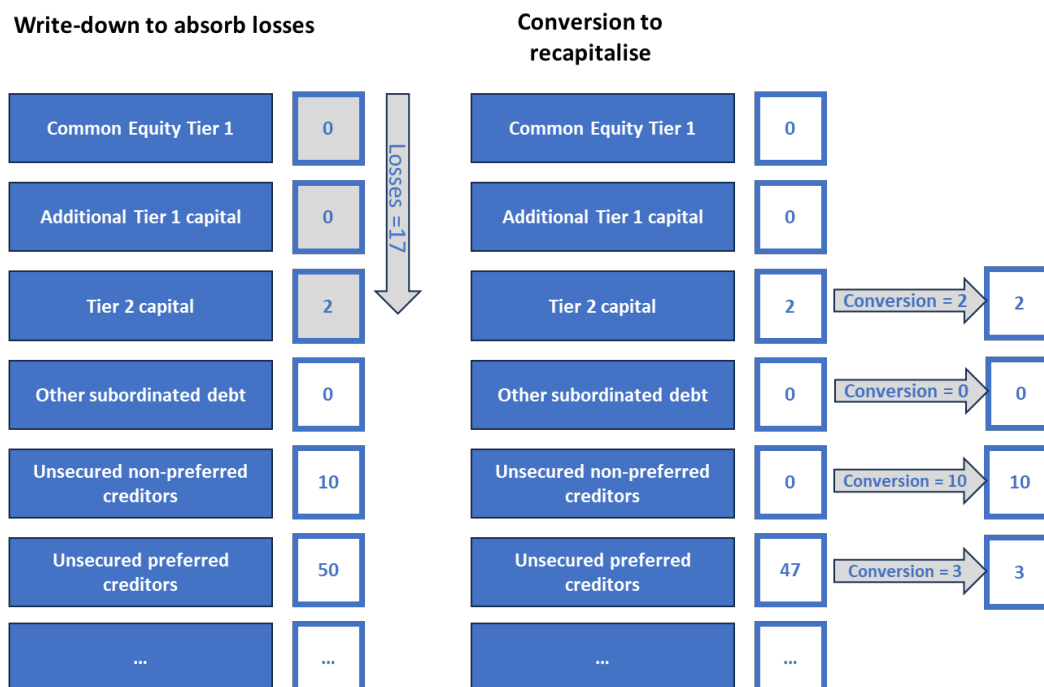 Write-down to absorb losses
Conversion to
recapitalise
Common Equity Tier 1
0
Losses =17
Additional Tier 1 capital
0
Tier 2 capital
2
Other subordinated debt
0
Unsecured non-preferred
creditors
10
Unsecured preferred
creditors
50
...
...
Common Equity Tier 1
0
Additional Tier 1 capital
0
Tier 2 capital
2
Conversion = 2
2
Other subordinated debt
0
Conversion = 0
0
Unsecured non-preferred
creditors
0
Conversion = 10
10
Unsecured preferred
creditors
47
Conversion = 3
3
...
...